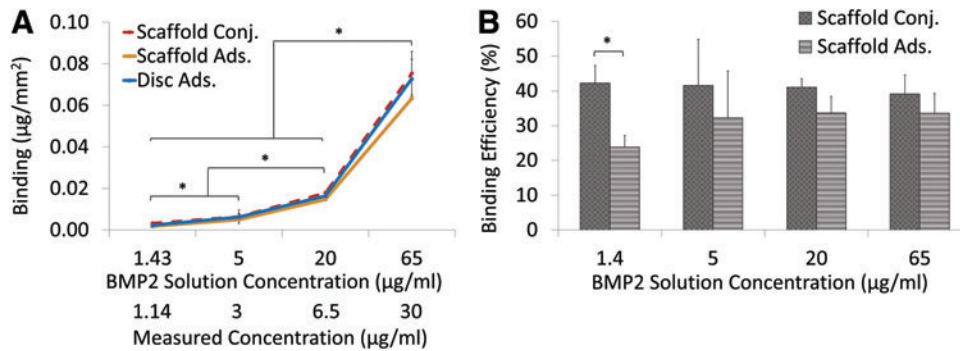 A
Scaffold Conj.
Scaffold Ads.
Disc Ads.
*
*
*
Binding (µg/mm²)
0.10
0.08
0.06
0.04
0.02
0.00
1.43 5 20 65
BMP2 Solution Concentration (µg/ml)
1.14 3 6.5 30
Measured Concentration (µg/ml)
B
Scaffold Conj.
Scaffold Ads.
*
Binding Efficiency (%)
60
50
40
30
20
10
0
1.4 5 20 65
BMP2 Solution Concentration (µg/ml)